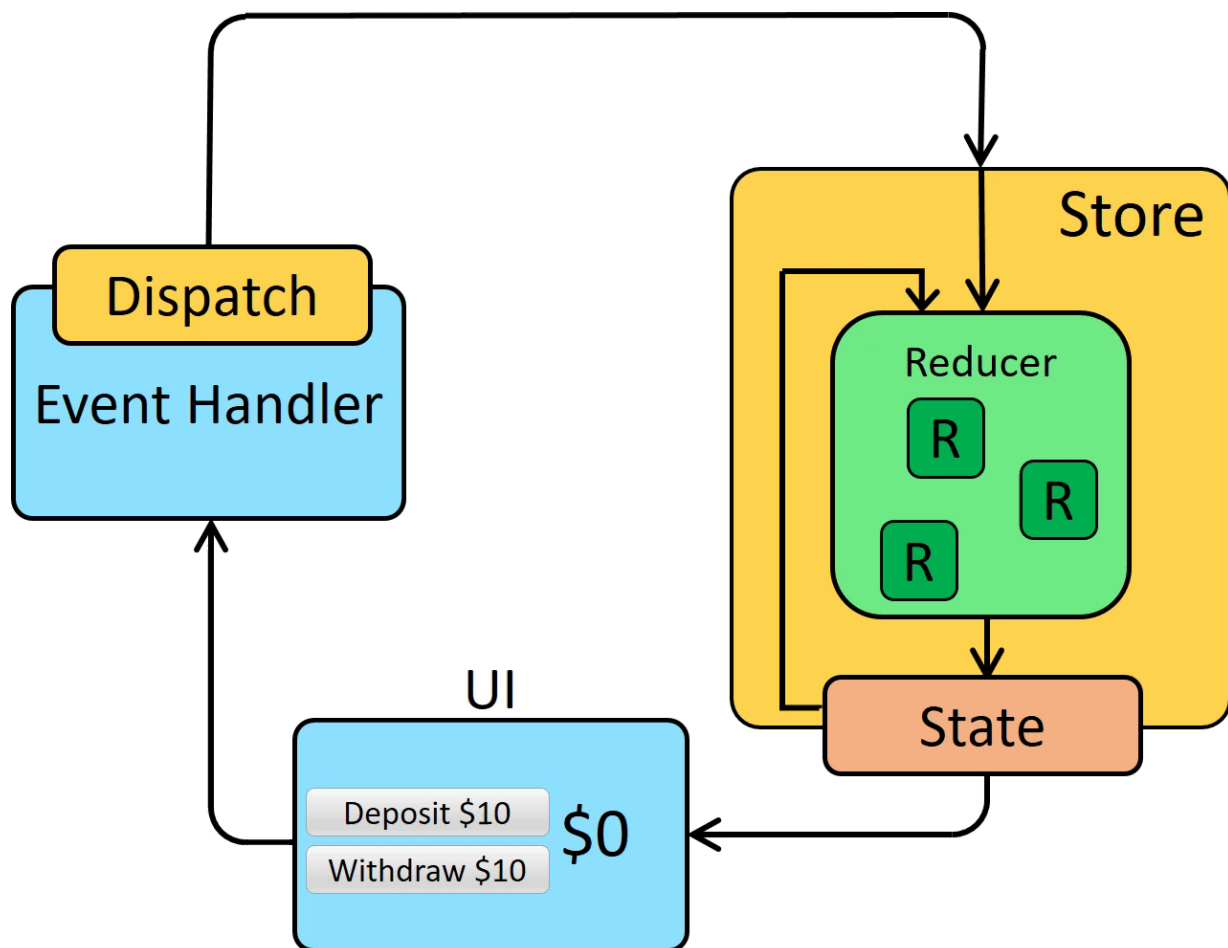 Store
Dispatch
Event Handler
Reducer
R
R
R
UI
State
Deposit $10
$0
Withdraw $10